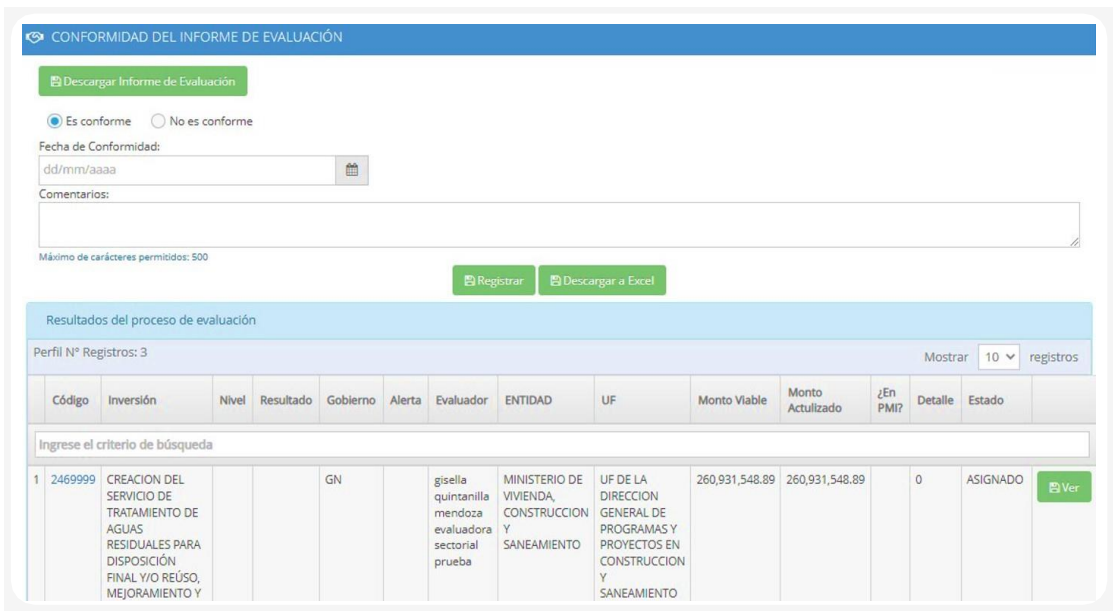 CONFORMIDAD DEL INFORME DE EVALUACIÓN
Descargar Informe de Evaluación
Es conforme No es conforme
Fecha de Conformidad:
dd/mm/aaaa
Comentarios:
Máximo de carácteres permitidos: 500
Registrar Descargar a Excel
Resultados del proceso de evaluación
Perfil N° Registros: 3 Mostrar 10 registros
Código Inversión Nivel Resultado Gobierno Alerta Evaluador ENTIDAD UF Monto Viable Monto Actulizado ¿En PMI? Detalle Estado
Ingrese el criterio de búsqueda
1 2469999 CREACION DEL GN gisella MINISTERIO DE UF DE LA 260,931,548.89 260,931,548.89 0 ASIGNADO Ver
SERVICIO DE quintanilla VIVIENDA, DIRECCION
TRATAMIENTO DE mendoza CONSTRUCCION GENERAL DE
AGUAS evaluadora Y PROGRAMAS Y
RESIDUALES PARA sectorial SANEAMIENTO PROYECTOS EN
DISPOSICIÓN prueba CONSTRUCCION
FINAL Y/O REÚSO, Y
MEJORAMIENTO Y SANEAMIENTO